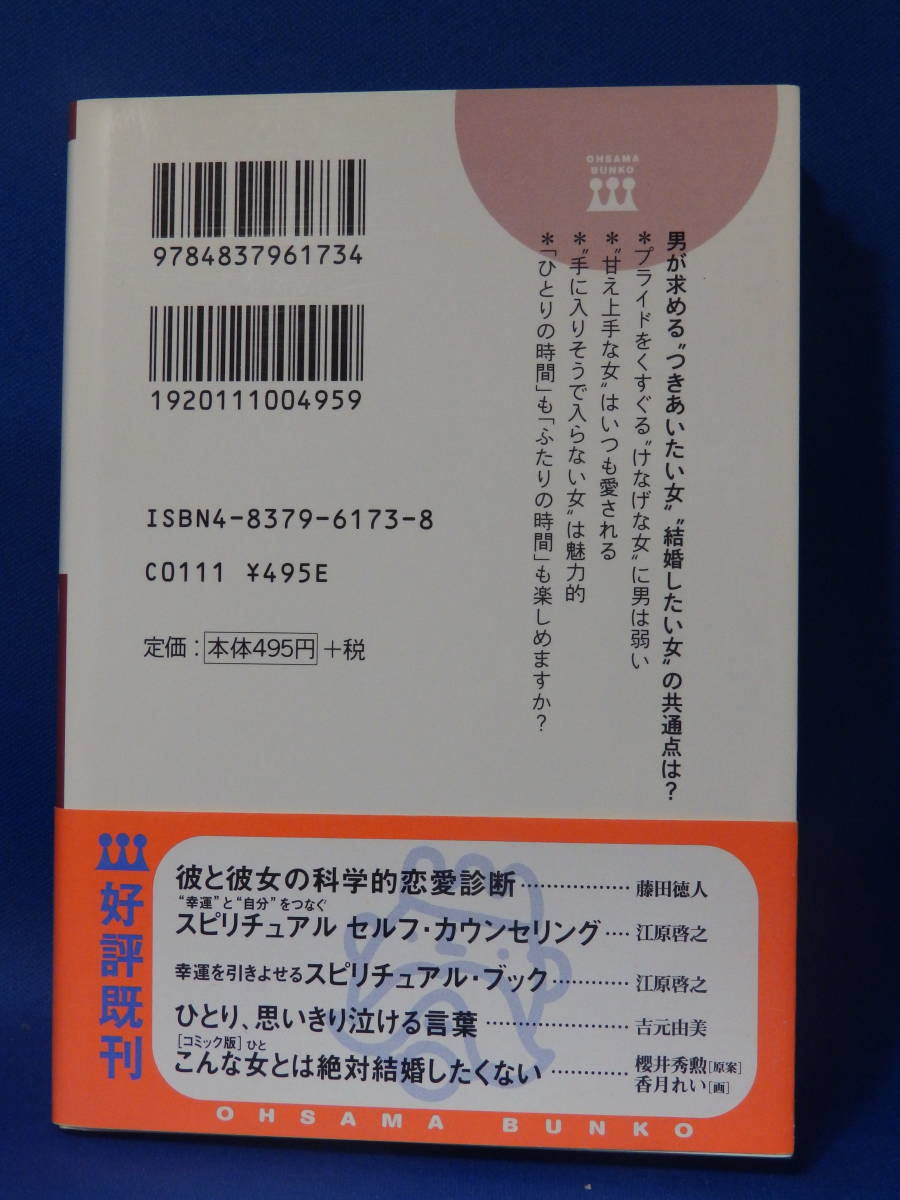 OHSAMA
BUNKO
男が求める“つきあいたい女”“結婚したい女”の共通点は？
＊プライドをくすぐる“けなげな女”に男は弱い
＊“甘え上手な女”はいつも愛される
＊“手に入りそうで入らない女”は魅力的
＊「ひとりの時間」も「ふたりの時間」も楽しめますか？
9784837961734
1920111004959
ISBN4-8379-6173-8
C0111 ¥495E
定価：本体495円＋税
好評既刊
彼と彼女の科学的恋愛診断……………藤田徳人
“幸運”と“自分”をつなぐ
スピリチュアル セルフ・カウンセリング……江原啓之
幸運を引きよせるスピリチュアル・ブック…………江原啓之
ひとり、思いきり泣ける言葉…………………吉元由美
［コミック版］ ひと
こんな女とは絶対結婚したくない…………櫻井秀勲［原案］
香月れい［画］
OHSAMA BUNKO